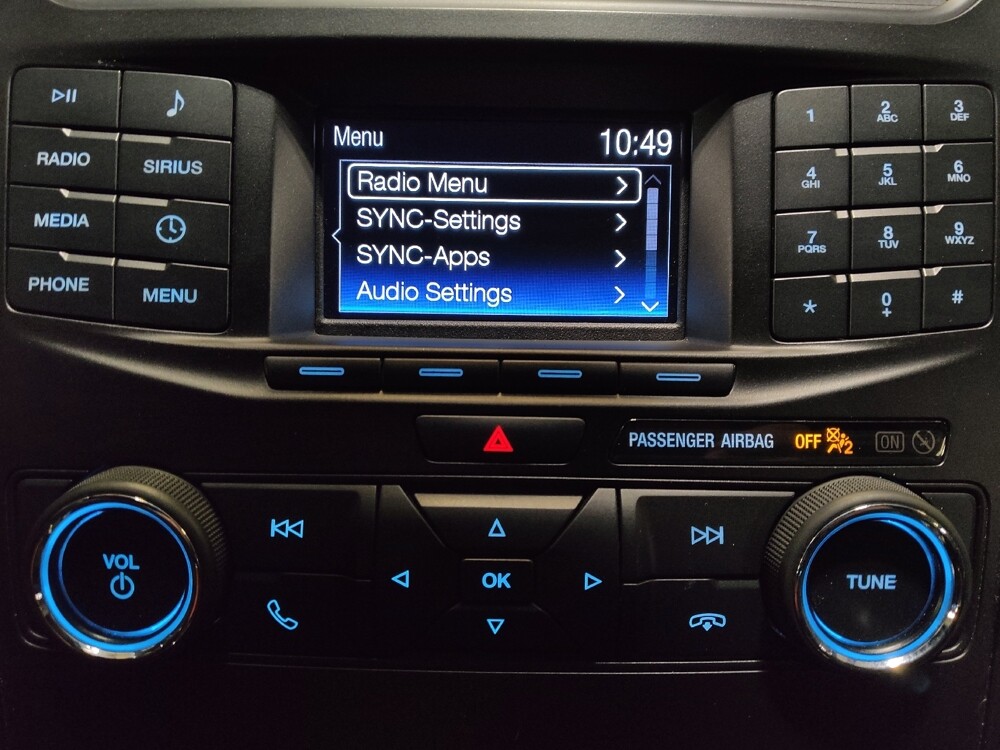 RADIO
SIRIUS
MEDIA
PHONE
MENU
Menu 10:49
Radio Menu
SYNC-Settings
SYNC-Apps
Audio Settings
1
2
ABC
3
DEF
4
GHI
5
JKL
6
MNO
7
PQRS
8
TUV
9
WXYZ
*
0
+
#
PASSENGER AIRBAG OFF 2 ON
VOL
OK
TUNE